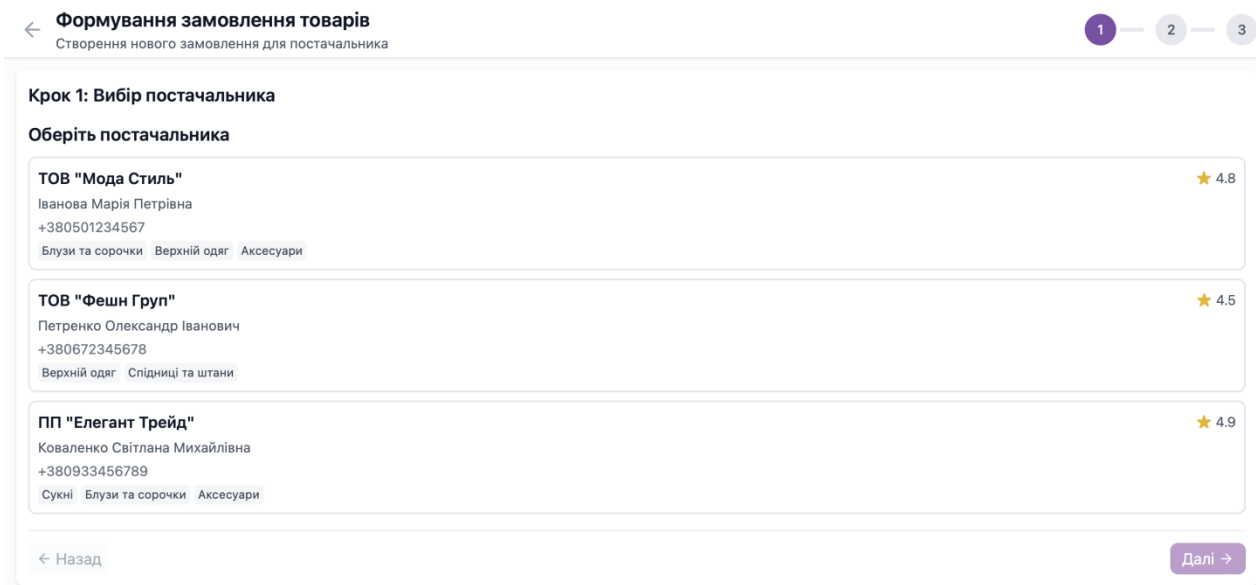 ← Формування замовлення товарів
Створення нового замовлення для постачальника
1 2 3
Крок 1: Вибір постачальника
Оберіть постачальника
ТОВ "Мода Стиль" ★ 4.8
Іванова Марія Петрівна
+380501234567
Блузи та сорочки Верхній одяг Аксесуари
ТОВ "Фешн Груп" ★ 4.5
Петренко Олександр Іванович
+380672345678
Верхній одяг Спідниці та штани
ПП "Елегант Трейд" ★ 4.9
Коваленко Світлана Михайлівна
+380933456789
Сукні Блузи та сорочки Аксесуари
← Назад Далі →